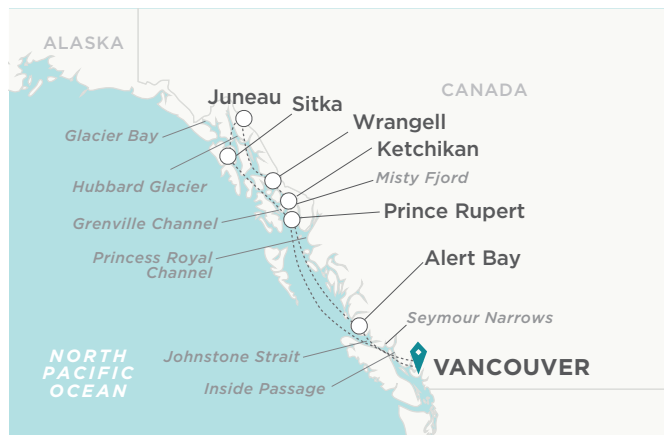 ALASKA
CANADA
Juneau
Sitka
Glacier Bay
Wrangell
Ketchikan
Hubbard Glacier
Misty Fjord
Grenville Channel
Prince Rupert
Princess Royal
Channel
Alert Bay
Seymour Narrows
NORTH
PACIFIC
OCEAN
Johnstone Strait
VANCOUVER
Inside Passage